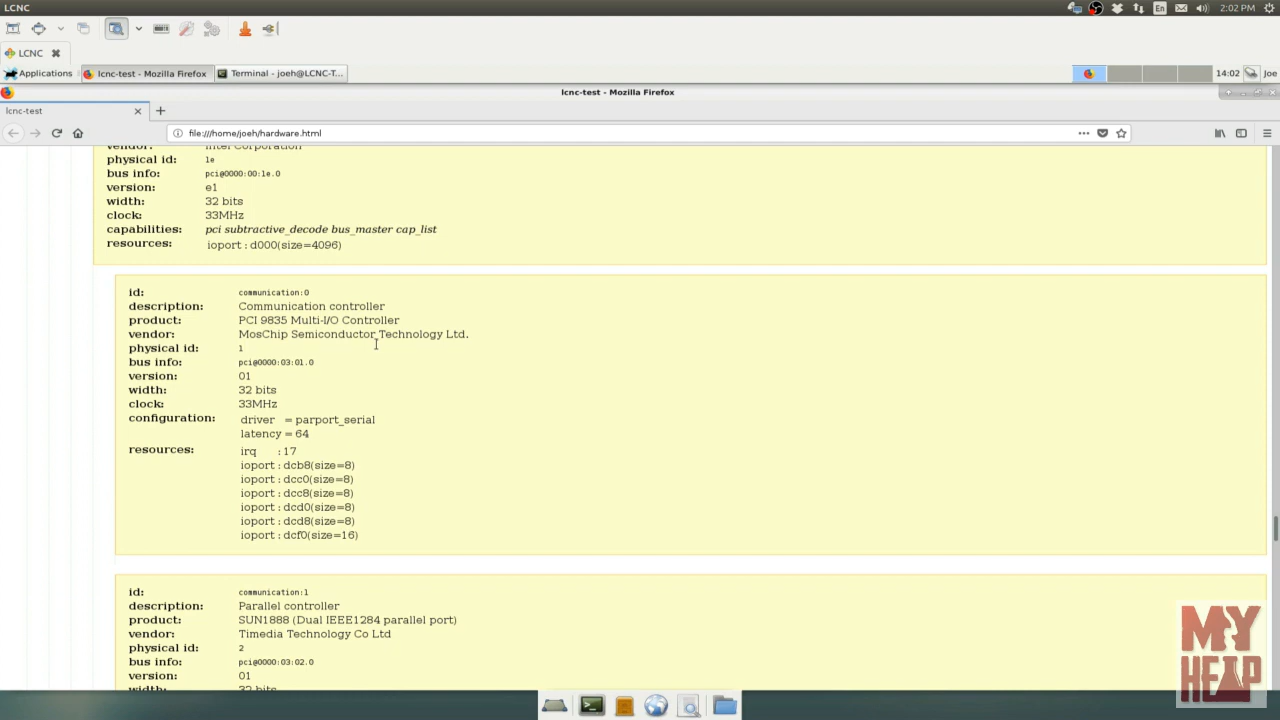 LCNC
En
2:02 PM
LCNC
Applications
lcnc-test - Mozilla Firefox
Terminal - joeh@LCNC-T...
14:02
Joe
lcnc-test - Mozilla Firefox
lcnc-test
file:///home/joeh/hardware.html
vendor: Intel Corporation
physical id: 1e
bus info: pci@0000:00:1e.0
version: e1
width: 32 bits
clock: 33MHz
capabilities: pci subtractive_decode bus_master cap_list
resources: ioport : d000(size=4096)
id: communication:0
description: Communication controller
product: PCI 9835 Multi-I/O Controller
vendor: MosChip Semiconductor Technology Ltd.
physical id: 1
bus info: pci@0000:03:01.0
version: 01
width: 32 bits
clock: 33MHz
configuration: driver = parport_serial
latency = 64
resources: irq : 17
ioport : dcb8(size=8)
ioport : dcc0(size=8)
ioport : dcc8(size=8)
ioport : dcd0(size=8)
ioport : dcd8(size=8)
ioport : dcf0(size=16)
id: communication:1
description: Parallel controller
product: SUN1888 (Dual IEEE1284 parallel port)
vendor: Timedia Technology Co Ltd
physical id: 2
bus info: pci@0000:03:02.0
version: 01
width: 32 bits
MY
HEAP